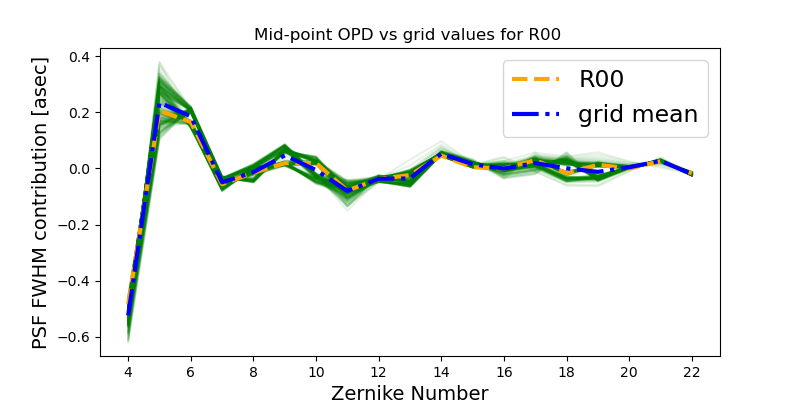 Mid-point OPD vs grid values for R00
PSF FWHM contribution [asec]
0.4
0.2
0.0
−0.2
−0.4
−0.6
R00
grid mean
4 6 8 10 12 14 16 18 20 22
Zernike Number